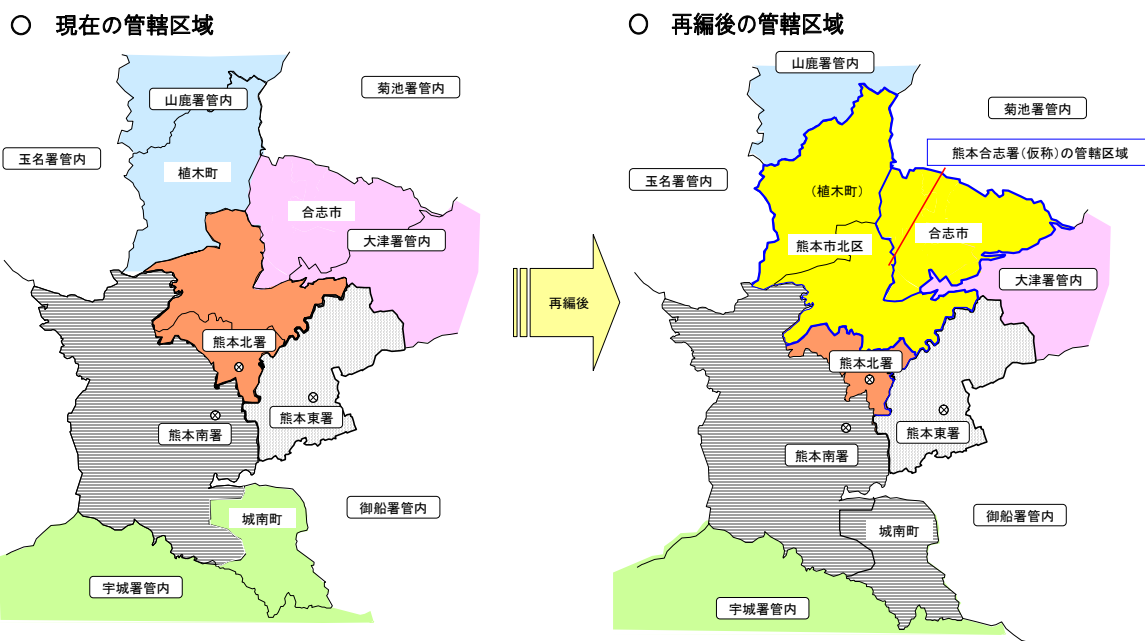 ○ 現在の管轄区域
山鹿署管内
菊池署管内
玉名署管内
植木町
合志市
大津署管内
熊本北署
熊本東署
熊本南署
御船署管内
城南町
宇城署管内
再編後
○ 再編後の管轄区域
山鹿署管内
菊池署管内
熊本合志署(仮称)の管轄区域
玉名署管内
(植木町)
熊本市北区
合志市
大津署管内
熊本北署
熊本東署
熊本南署
御船署管内
城南町
宇城署管内